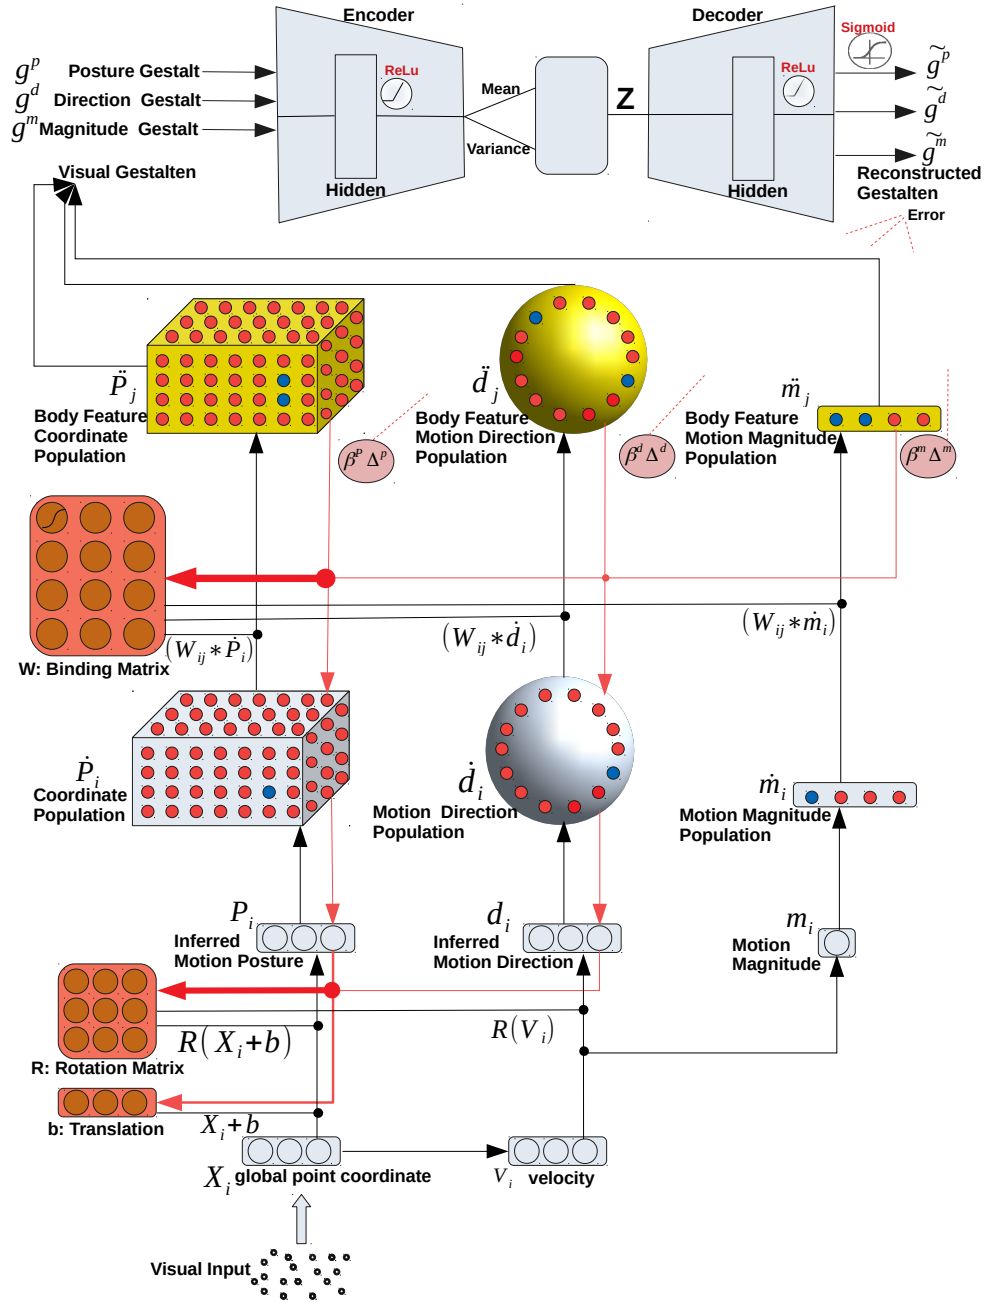 Encoder
Decoder
Sigmoid
ReLu
ReLu
g^p Posture Gestalt
g^d Direction Gestalt
g^m Magnitude Gestalt
Mean
Variance
Z
Hidden
Hidden
g̃^p
g̃^d
g̃^m
Reconstructed
Gestalten
Error
Visual Gestalten
P̈_j
Body Feature
Coordinate
Population
d̈_j
Body Feature
Motion Direction
Population
m̈_j
Body Feature
Motion Magnitude
Population
β^P Δ^p
β^d Δ^d
β^m Δ^m
W: Binding Matrix
(W_ij * Ṗ_i)
(W_ij * ḋ_i)
(W_ij * ṁ_i)
Ṗ_i
Coordinate
Population
ḋ_i
Motion Direction
Population
ṁ_i
Motion Magnitude
Population
P_i
Inferred
Motion Posture
d_i
Inferred
Motion Direction
m_i
Motion
Magnitude
R(X_i+b)
R(V_i)
R: Rotation Matrix
X_i+b
b: Translation
X_i global point coordinate
V_i velocity
Visual Input